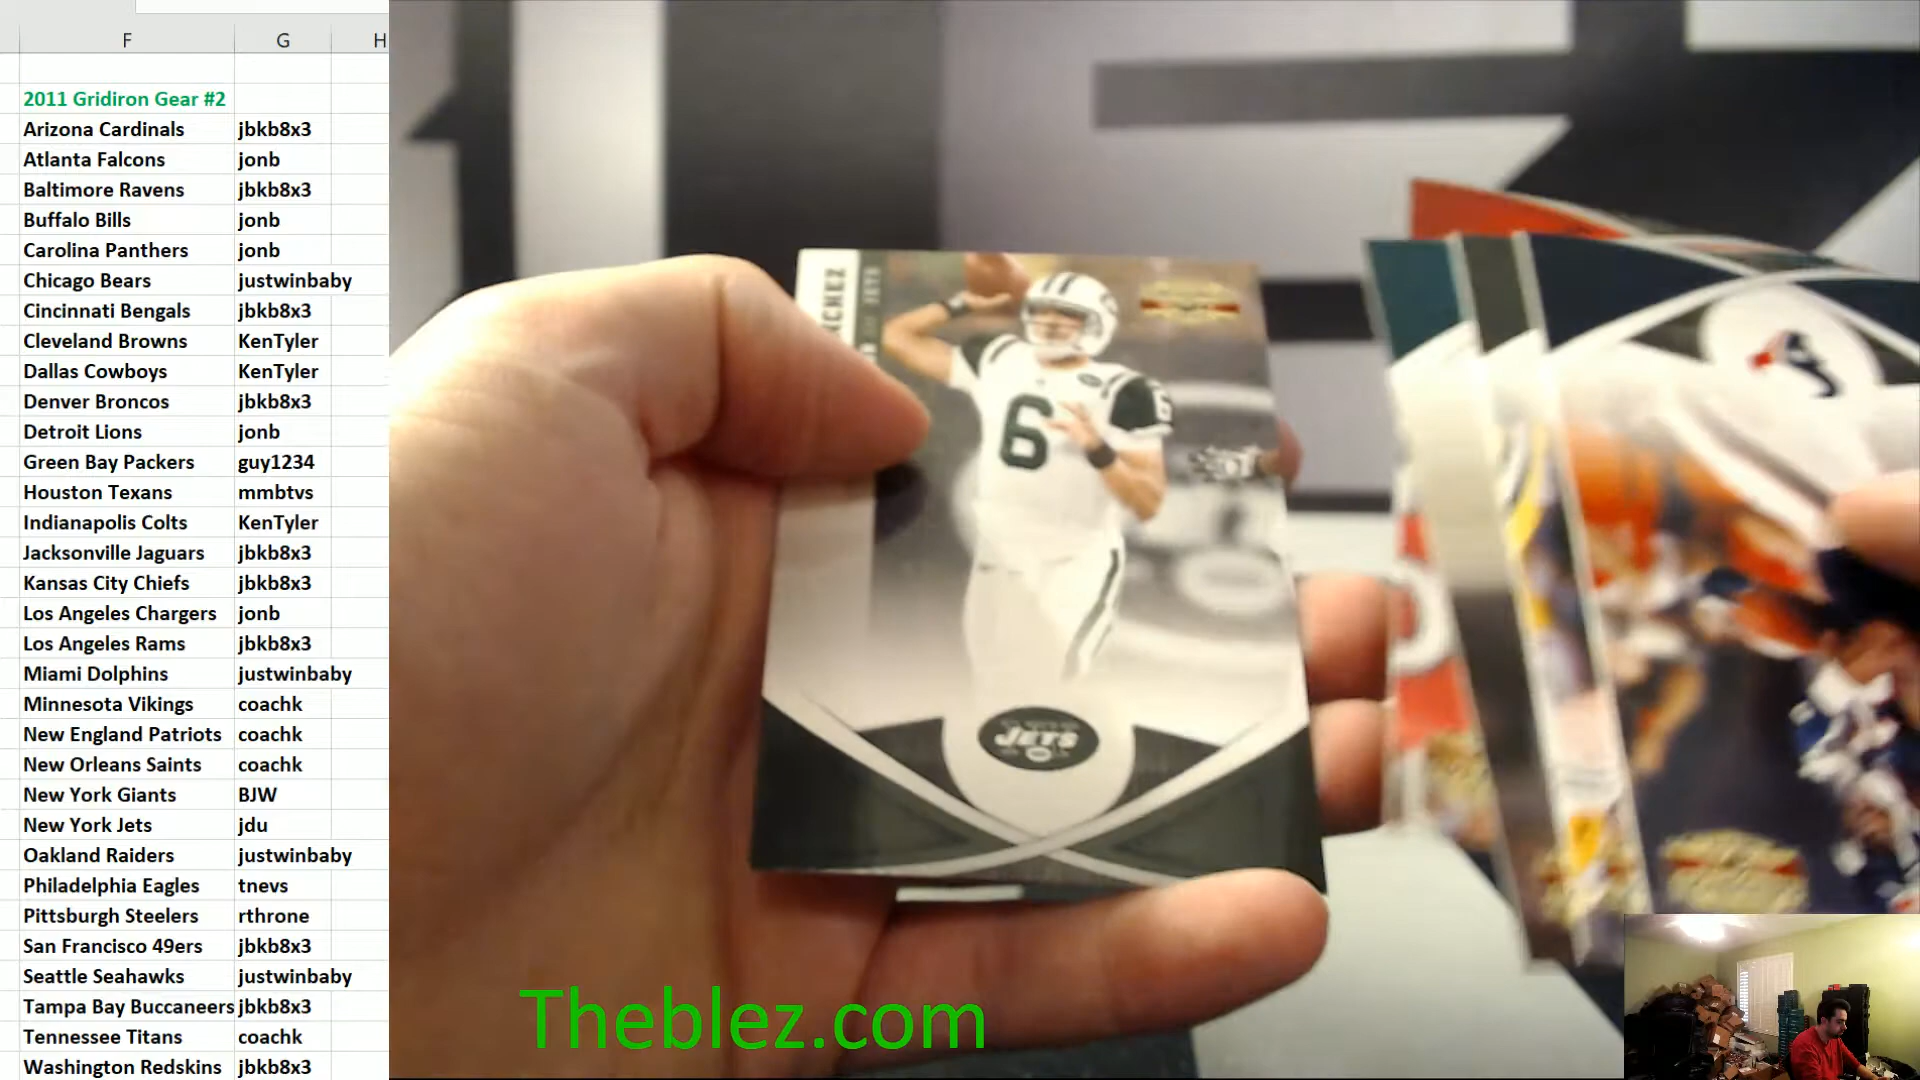 F G H
2011 Gridiron Gear #2
Arizona Cardinals jbkb8x3
Atlanta Falcons jonb
Baltimore Ravens jbkb8x3
Buffalo Bills jonb
Carolina Panthers jonb
Chicago Bears justwinbaby
Cincinnati Bengals jbkb8x3
Cleveland Browns KenTyler
Dallas Cowboys KenTyler
Denver Broncos jbkb8x3
Detroit Lions jonb
Green Bay Packers guy1234
Houston Texans mmbtvs
Indianapolis Colts KenTyler
Jacksonville Jaguars jbkb8x3
Kansas City Chiefs jbkb8x3
Los Angeles Chargers jonb
Los Angeles Rams jbkb8x3
Miami Dolphins justwinbaby
Minnesota Vikings coachk
New England Patriots coachk
New Orleans Saints coachk
New York Giants BJW
New York Jets jdu
Oakland Raiders justwinbaby
Philadelphia Eagles tnevs
Pittsburgh Steelers rthrone
San Francisco 49ers jbkb8x3
Seattle Seahawks justwinbaby
Tampa Bay Buccaneers jbkb8x3
Tennessee Titans coachk
Washington Redskins jbkb8x3
JETS
6
6
JETS
Theblez.com